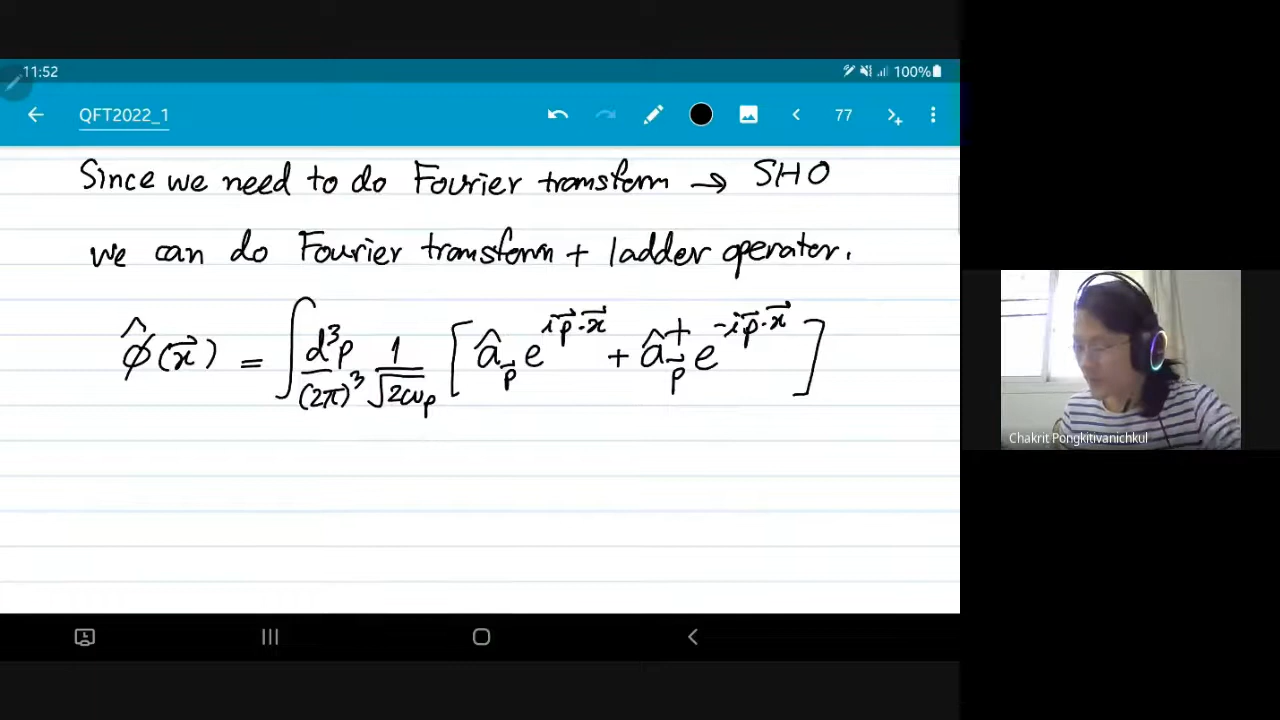 11:52
100%
QFT2022_1
77
Since we need to do Fourier transform → SHO
we can do Fourier transform + ladder operator.
φ̂(x⃗) = ∫ d³p/(2π)³ 1/√(2ω_p) [ â_p⃗ e^{ip⃗·x⃗} + â†_p⃗ e^{-ip⃗·x⃗} ]
Chakrit Pongkitivanichkul